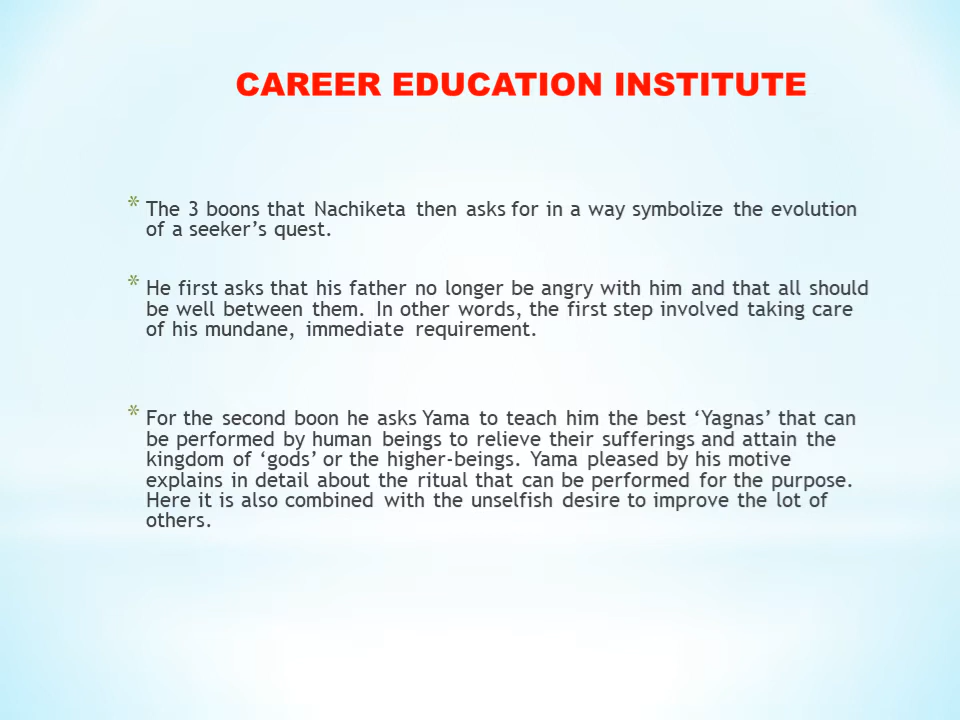 CAREER EDUCATION INSTITUTE
* The 3 boons that Nachiketa then asks for in a way symbolize the evolution
of a seeker's quest.
* He first asks that his father no longer be angry with him and that all should
be well between them. In other words, the first step involved taking care
of his mundane, immediate requirement.
* For the second boon he asks Yama to teach him the best ‘Yagnas’ that can
be performed by human beings to relieve their sufferings and attain the
kingdom of ‘gods’ or the higher-beings. Yama pleased by his motive
explains in detail about the ritual that can be performed for the purpose.
Here it is also combined with the unselfish desire to improve the lot of
others.